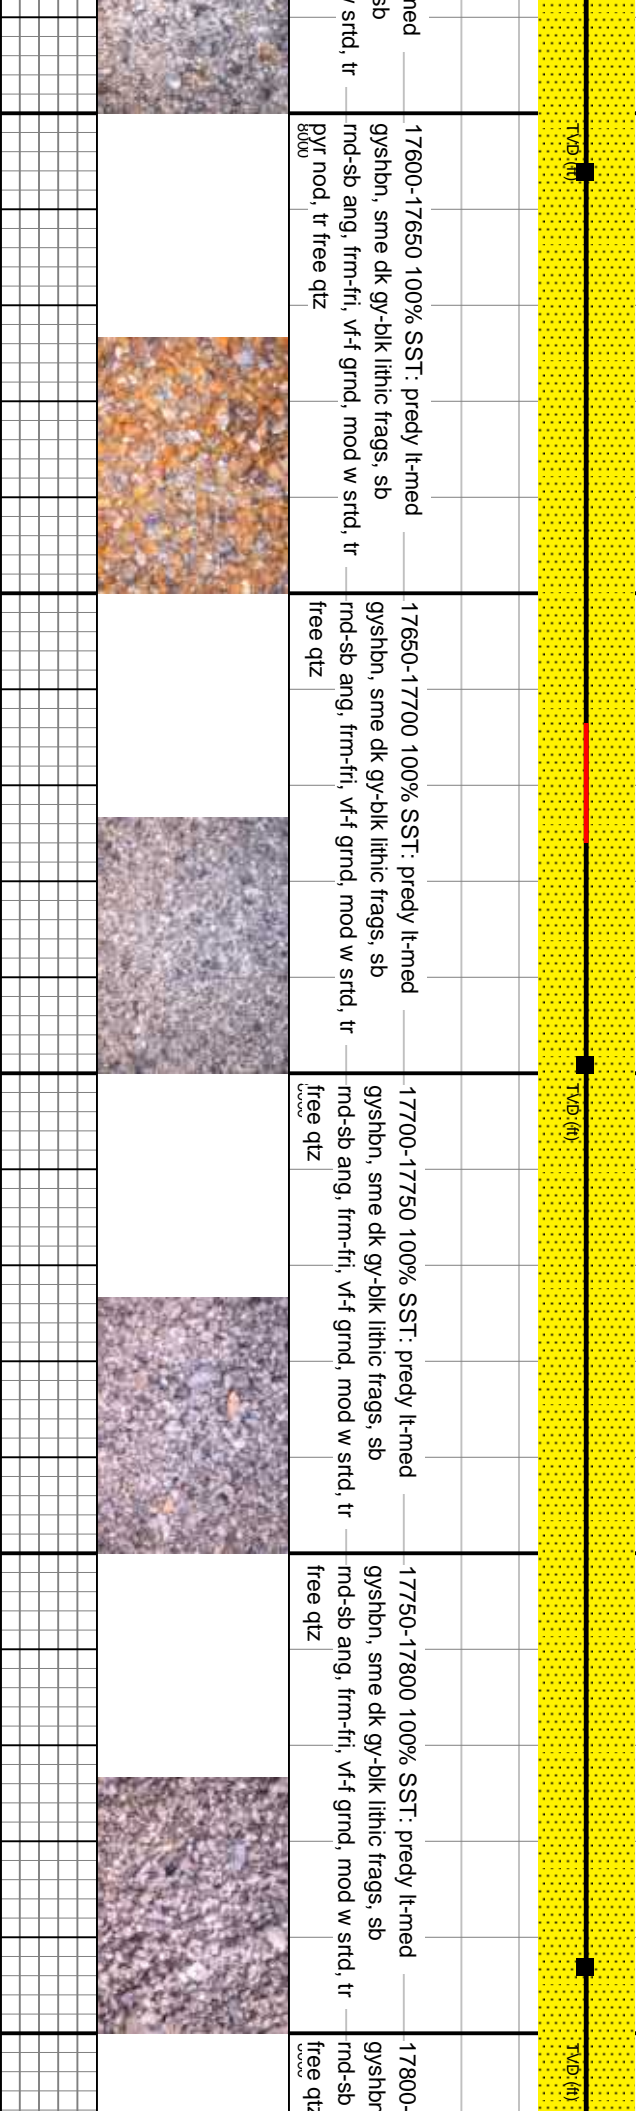 med
sb
/ srtd, tr
TVD (ft)
17600-17650 100% SST: predy lt-med
gyshbn, sme dk gy-blk lithic frags, sb
rnd-sb ang, frm-fri, vf-f grnd, mod w srtd, tr
pyr nod, tr free qtz
8000
17650-17700 100% SST: predy lt-med
gyshbn, sme dk gy-blk lithic frags, sb
rnd-sb ang, frm-fri, vf-f grnd, mod w srtd, tr
free qtz
TVD (ft)
17700-17750 100% SST: predy lt-med
gyshbn, sme dk gy-blk lithic frags, sb
rnd-sb ang, frm-fri, vf-f grnd, mod w srtd, tr
free qtz
17750-17800 100% SST: predy lt-med
gyshbn, sme dk gy-blk lithic frags, sb
rnd-sb ang, frm-fri, vf-f grnd, mod w srtd, tr
free qtz
TVD (ft)
17800-
gyshbn
rnd-sb
free qtz